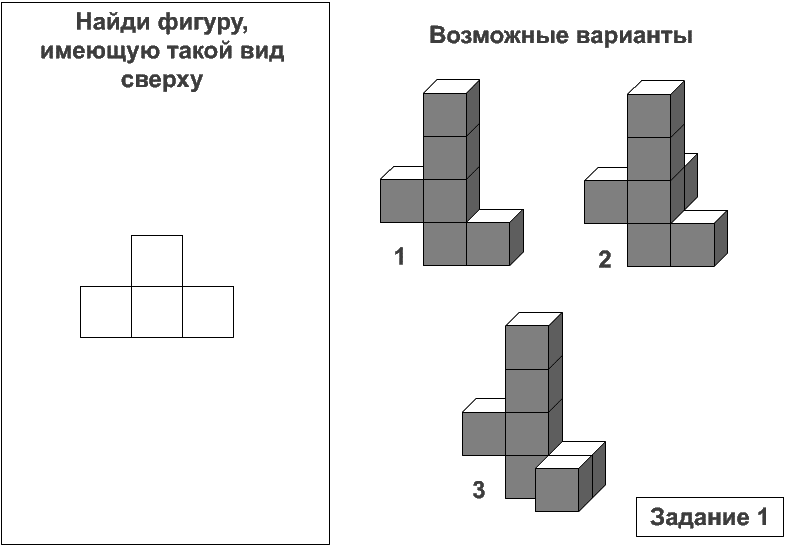 Найди фигуру,
имеющую такой вид
сверху
Возможные варианты
1
2
3
Задание 1